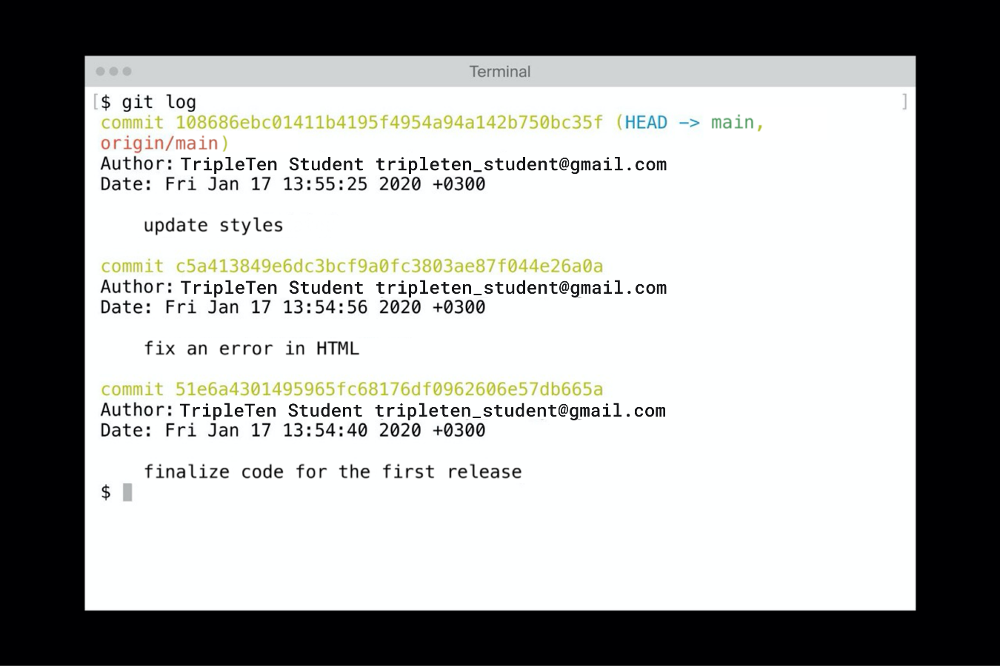 Terminal
[$ git log ]
commit 108686ebc01411b4195f4954a94a142b750bc35f (HEAD -> main,
origin/main)
Author: TripleTen Student tripleten_student@gmail.com
Date: Fri Jan 17 13:55:25 2020 +0300
update styles
commit c5a413849e6dc3bcf9a0fc3803ae87f044e26a0a
Author: TripleTen Student tripleten_student@gmail.com
Date: Fri Jan 17 13:54:56 2020 +0300
fix an error in HTML
commit 51e6a4301495965fc68176df0962606e57db665a
Author: TripleTen Student tripleten_student@gmail.com
Date: Fri Jan 17 13:54:40 2020 +0300
finalize code for the first release
$